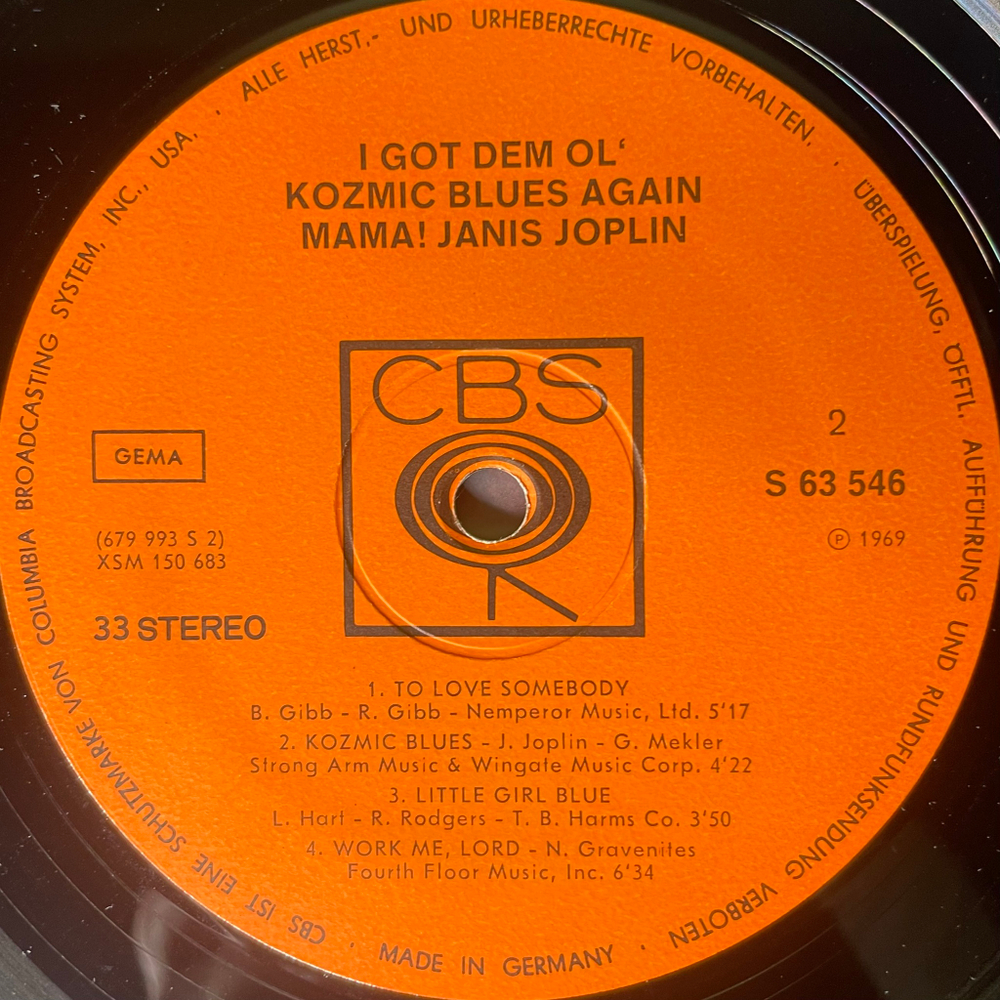 ALLE HERST.- UND URHEBERRECHTE VORBEHALTEN. · ÜBERSPIELUNG, ÖFFTL. AUFFÜHRUNG UND RUNDFUNKSENDUNG VERBOTEN · MADE IN GERMANY · CBS IST EINE SCHUTZMARKE VON COLUMBIA BROADCASTING SYSTEM, INC., USA. ·
I GOT DEM OL‘
KOZMIC BLUES AGAIN
MAMA! JANIS JOPLIN
CBS
2
GEMA
S 63 546
(679 993 S 2)
XSM 150 683
℗ 1969
33 STEREO
1. TO LOVE SOMEBODY
B. Gibb - R. Gibb - Nemperor Music, Ltd. 5‘17
2. KOZMIC BLUES - J. Joplin - G. Mekler
Strong Arm Music & Wingate Music Corp. 4‘22
3. LITTLE GIRL BLUE
L. Hart - R. Rodgers - T. B. Harms Co. 3‘50
4. WORK ME, LORD - N. Gravenites
Fourth Floor Music, Inc. 6‘34